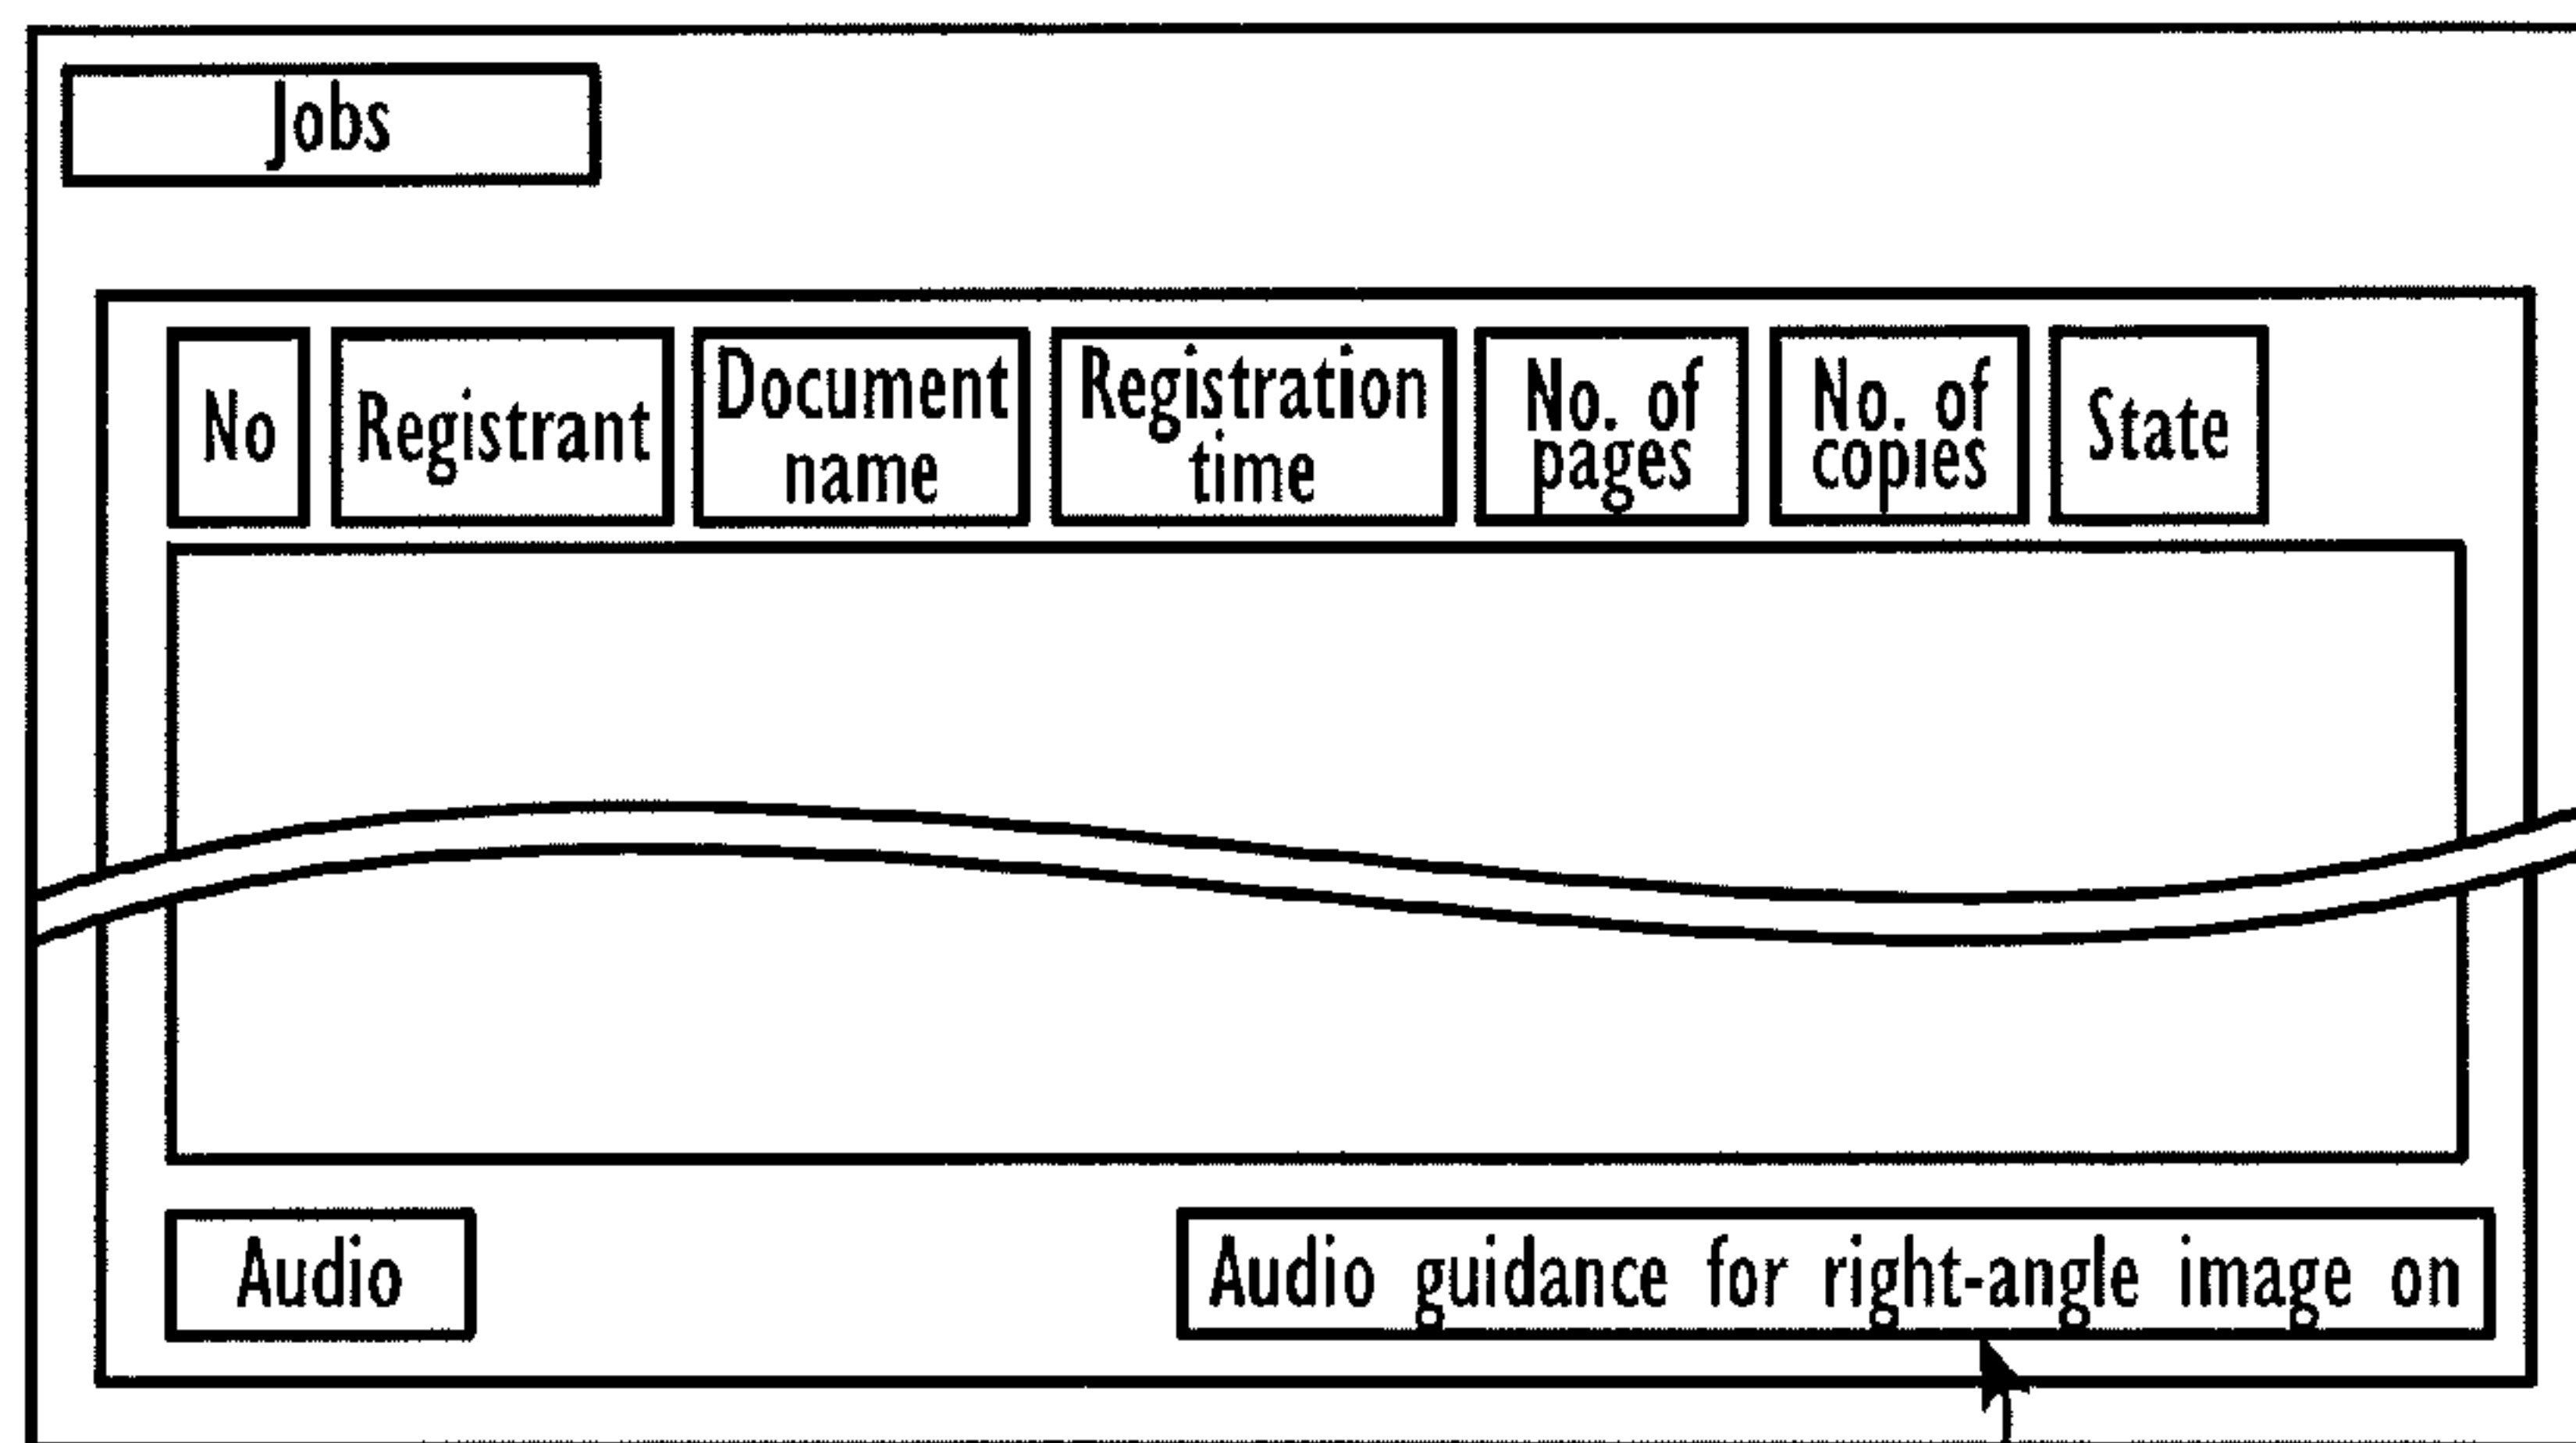 Jobs
No
Registrant
Document
name
Registration
time
No. of
pages
No. of
copies
State
Audio
Audio guidance for right-angle image on